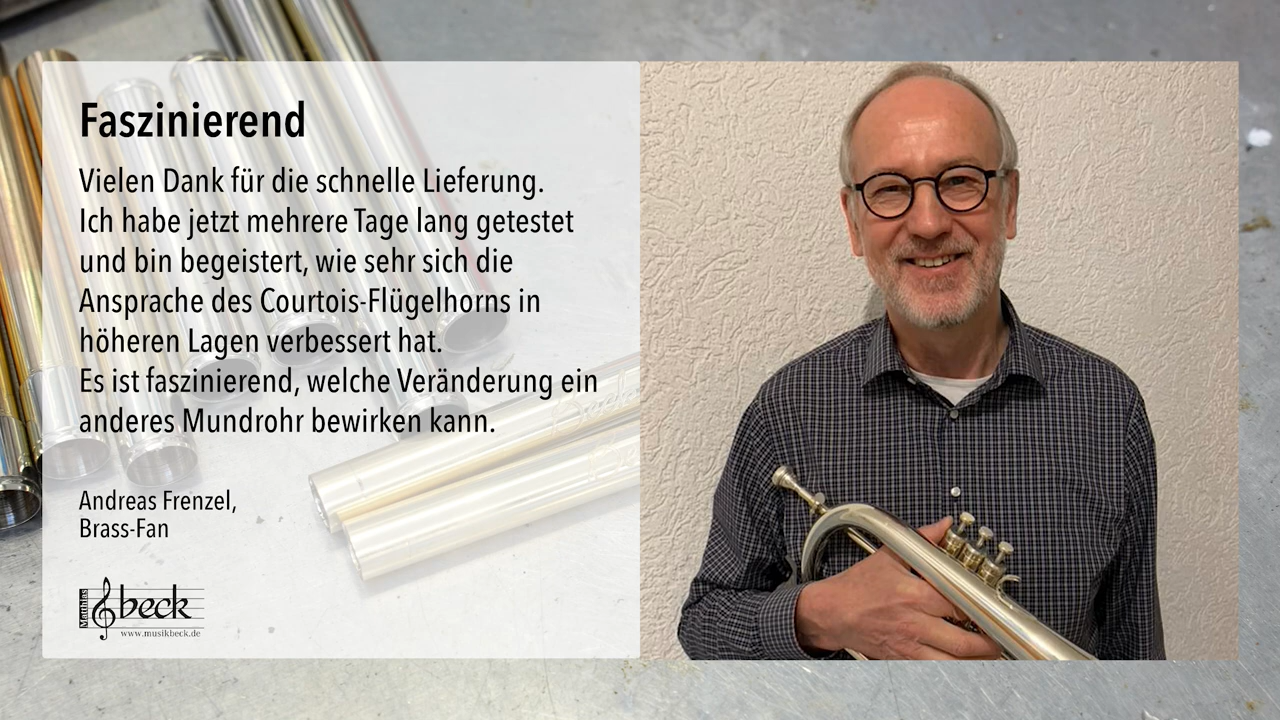 Faszinierend
Vielen Dank für die schnelle Lieferung.
Ich habe jetzt mehrere Tage lang getestet
und bin begeistert, wie sehr sich die
Ansprache des Courtois-Flügelhorns in
höheren Lagen verbessert hat.
Es ist faszinierend, welche Veränderung ein
anderes Mundrohr bewirken kann.
Andreas Frenzel,
Brass-Fan
Matthias beck
www.musikbeck.de